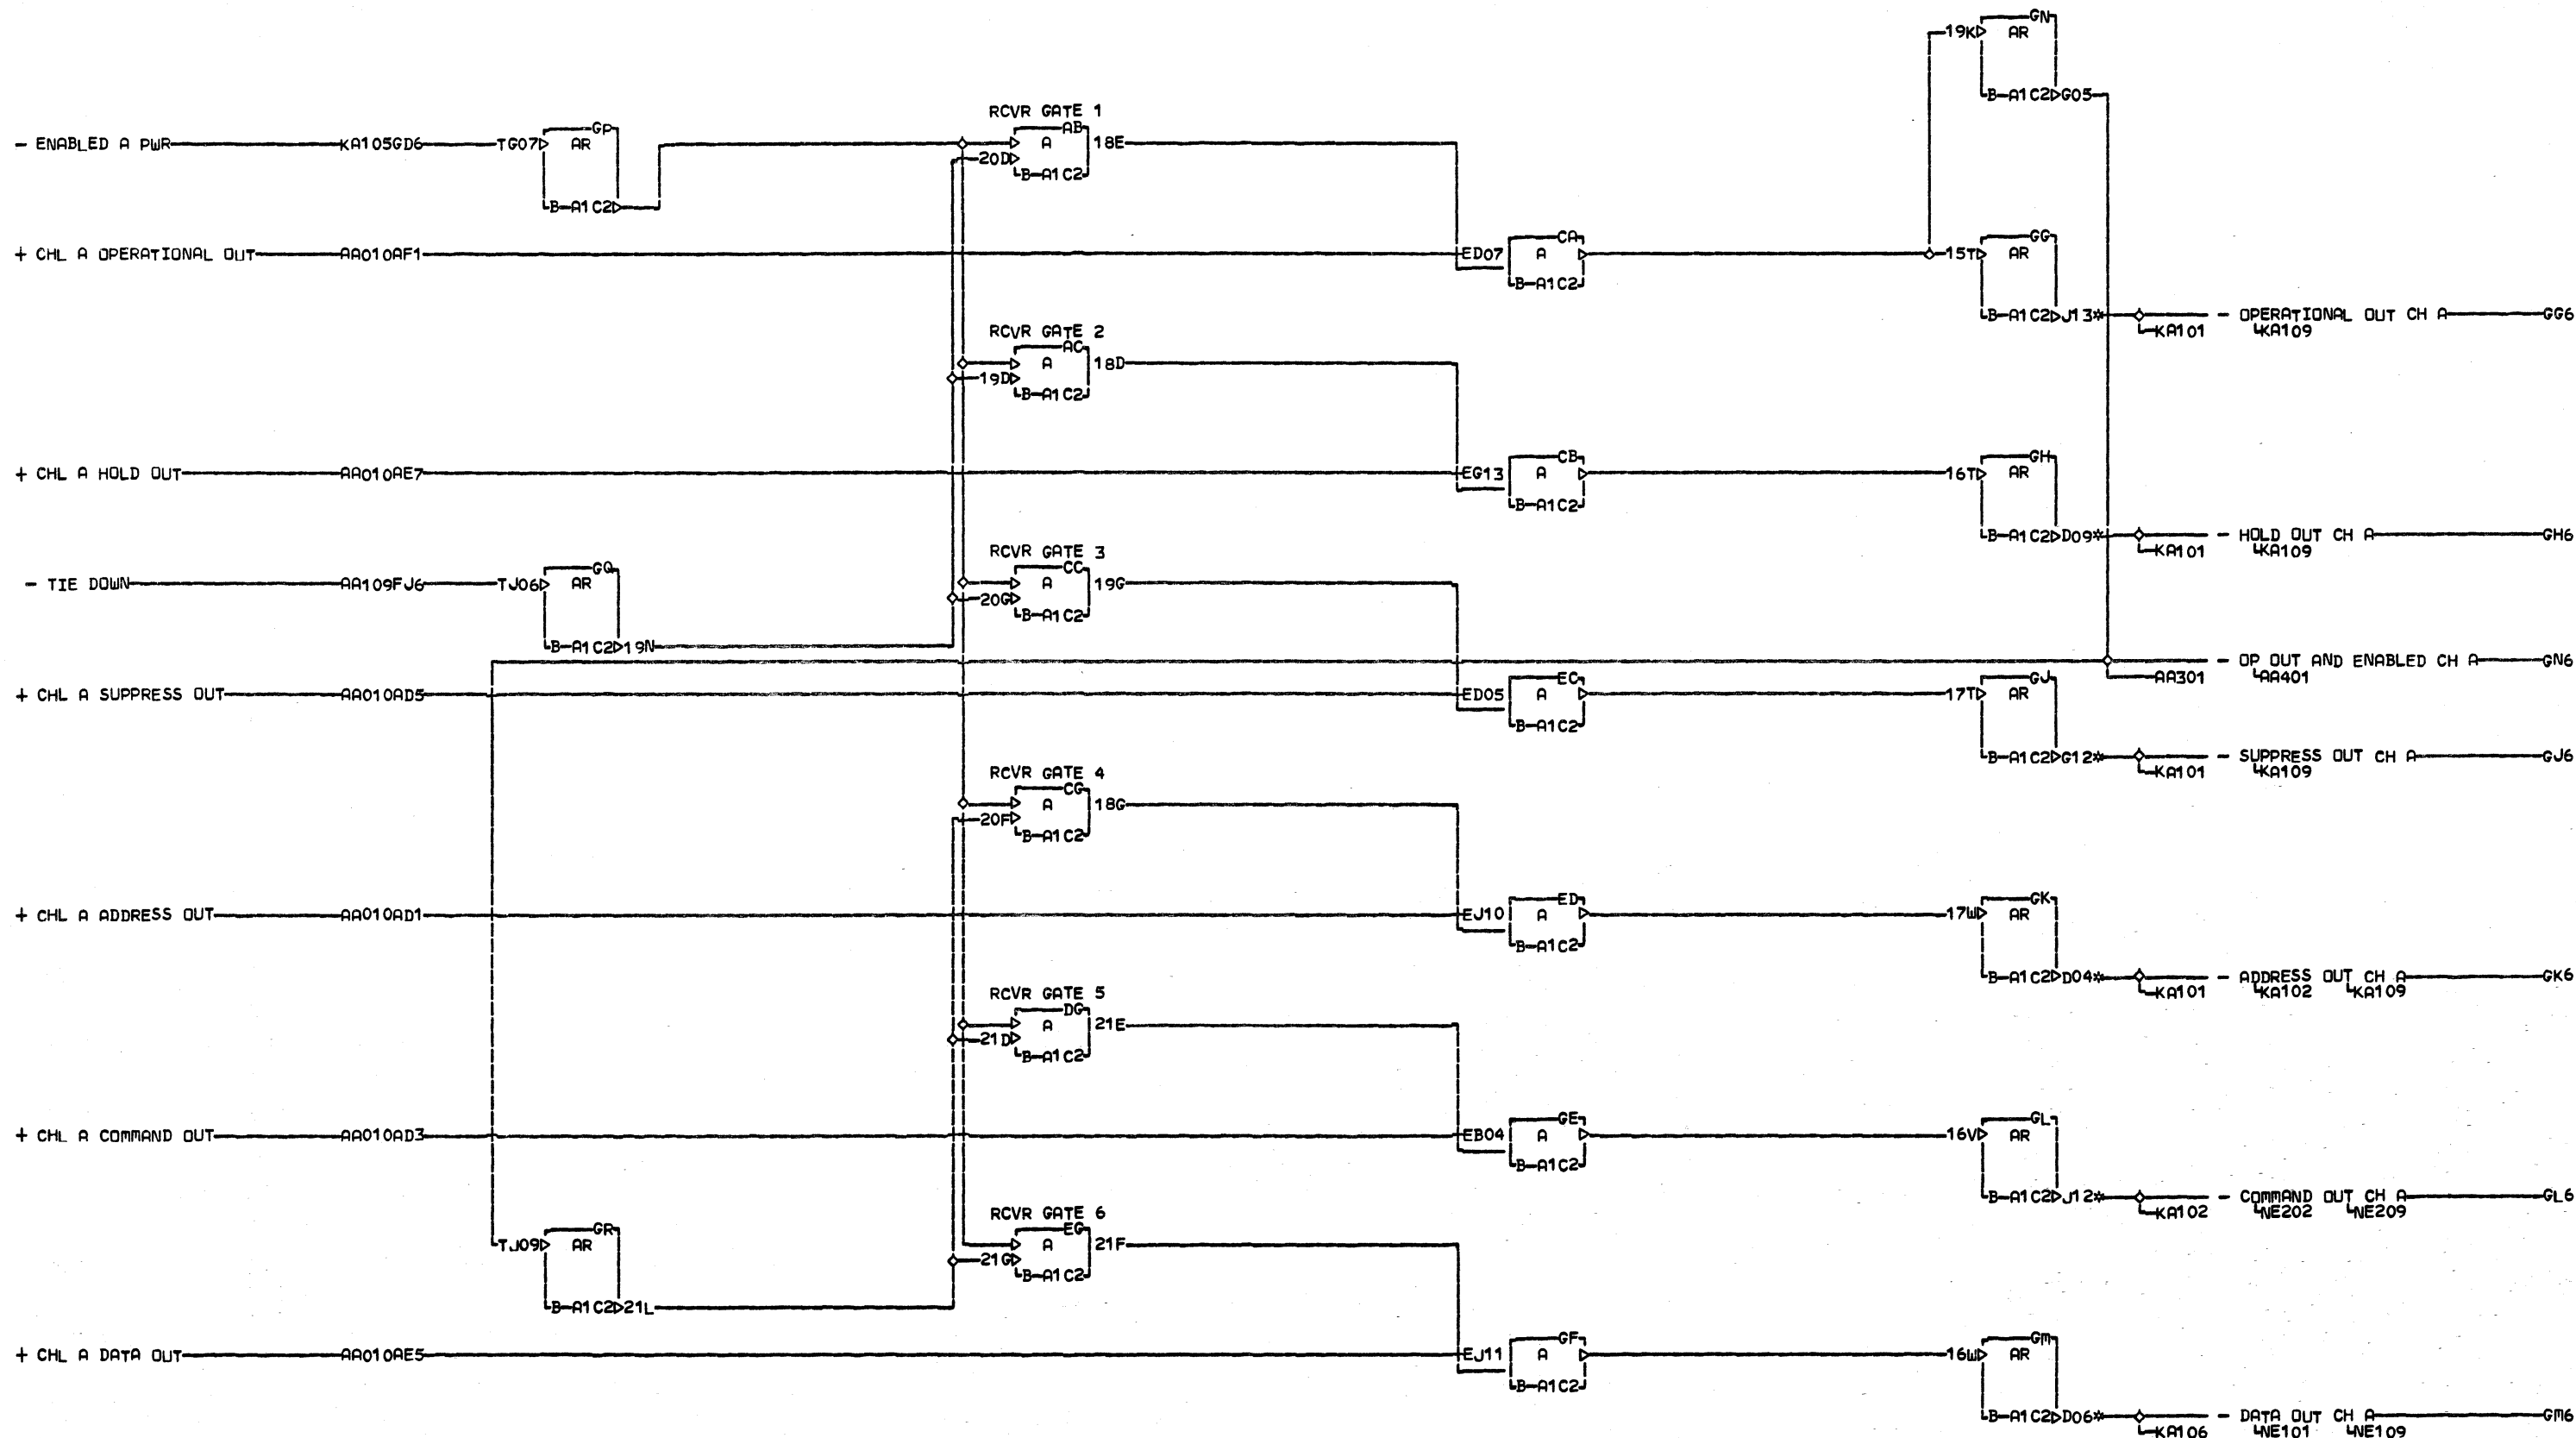 GN
19K AR
B-A1C2 G05
RCVR GATE 1
GP AB
- ENABLED A PWR KA105GD6 TG07 AR A 18E
20D
B-A1C2
B-A1C2
CA GG
+ CHL A OPERATIONAL OUT AA010AF1 ED07 A 15T AR
B-A1C2
B-A1C2 J13* - OPERATIONAL OUT CH A GG6
KA101 KA109
RCVR GATE 2
AC
A 18D
19D
B-A1C2
CB GH
+ CHL A HOLD OUT AA010AE7 EG13 A 16T AR
B-A1C2
B-A1C2 D09* - HOLD OUT CH A GH6
KA101 KA109
RCVR GATE 3
GQ CC
- TIE DOWN AA109FJ6 TJ06 AR A 19G
20G
B-A1C2
B-A1C2 19N
- OP OUT AND ENABLED CH A GN6
AA301 AA401
EC GJ
+ CHL A SUPPRESS OUT AA010AD5 ED05 A 17T AR
B-A1C2
B-A1C2 G12* - SUPPRESS OUT CH A GJ6
KA101 KA109
RCVR GATE 4
CG
A 18G
20F
B-A1C2
ED GK
+ CHL A ADDRESS OUT AA010AD1 EJ10 A 17W AR
B-A1C2
B-A1C2 D04* - ADDRESS OUT CH A GK6
KA101 KA102 KA109
RCVR GATE 5
DG
A 21E
21D
B-A1C2
GE GL
+ CHL A COMMAND OUT AA010AD3 EB04 A 16V AR
B-A1C2
B-A1C2 J12* - COMMAND OUT CH A GL6
KA102 NE202 NE209
RCVR GATE 6
GR EG
TJ09 AR A 21F
21G
B-A1C2
B-A1C2 21L
GF GM
+ CHL A DATA OUT AA010AE5 EJ11 A 16W AR
B-A1C2
B-A1C2 D06* - DATA OUT CH A GM6
KA106 NE101 NE109